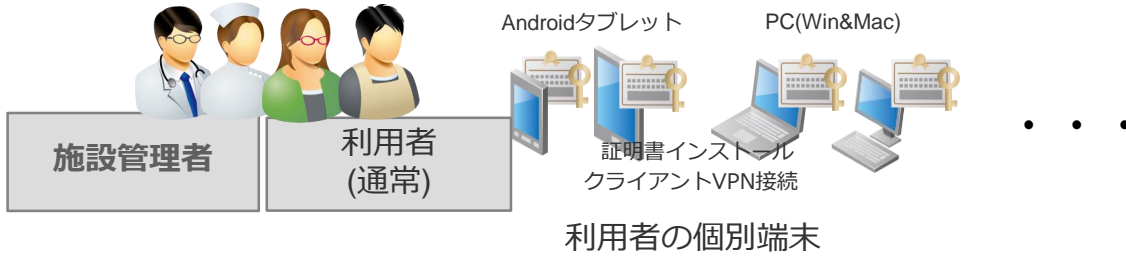 Androidタブレット
PC(Win&Mac)
施設管理者
利用者
(通常)
証明書インストール
クライアントVPN接続
・・・
利用者の個別端末